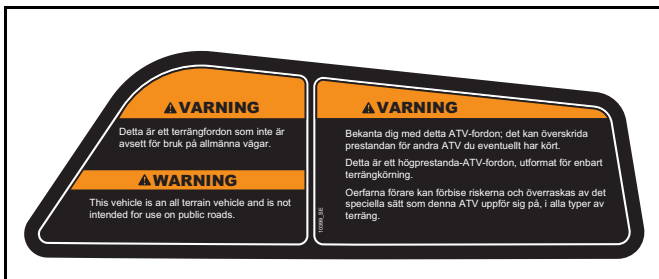 VARNING
Detta är ett terrängfordon som inte är
avsett för bruk på allmänna vägar.
WARNING
This vehicle is an all terrain vehicle and is not
intended for use on public roads.
VARNING
Bekanta dig med detta ATV-fordon; det kan överskrida
prestandan för andra ATV du eventuellt har kört.
Detta är ett högprestanda-ATV-fordon, utformat för enbart
terrängkörning.
Oerfarna förare kan förbise riskerna och överraskas av det
speciella sätt som denna ATV uppför sig på, i alla typer av
terräng.
10399_SE